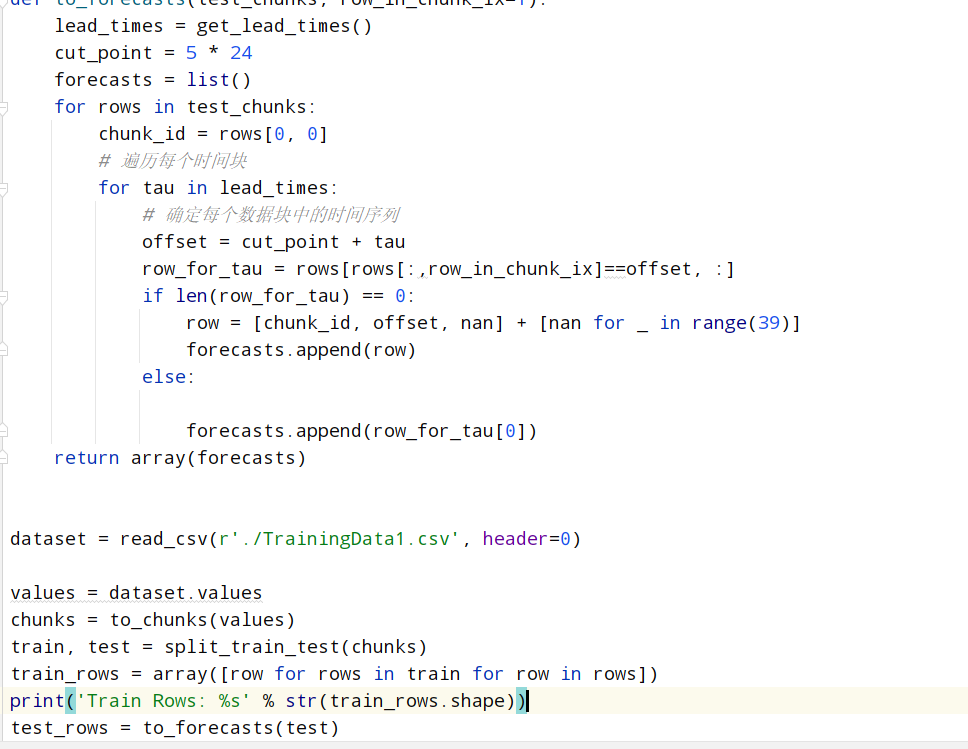 def to_forecasts(test_chunks, row_in_chunk_ix=1):
    lead_times = get_lead_times()
    cut_point = 5 * 24
    forecasts = list()
    for rows in test_chunks:
        chunk_id = rows[0, 0]
        # 遍历每个时间块
        for tau in lead_times:
            # 确定每个数据块中的时间序列
            offset = cut_point + tau
            row_for_tau = rows[rows[:,row_in_chunk_ix]==offset, :]
            if len(row_for_tau) == 0:
                row = [chunk_id, offset, nan] + [nan for _ in range(39)]
                forecasts.append(row)
            else:
                forecasts.append(row_for_tau[0])
    return array(forecasts)
dataset = read_csv(r'./TrainingData1.csv', header=0)
values = dataset.values
chunks = to_chunks(values)
train, test = split_train_test(chunks)
train_rows = array([row for rows in train for row in rows])
print('Train Rows: %s' % str(train_rows.shape))
test_rows = to_forecasts(test)